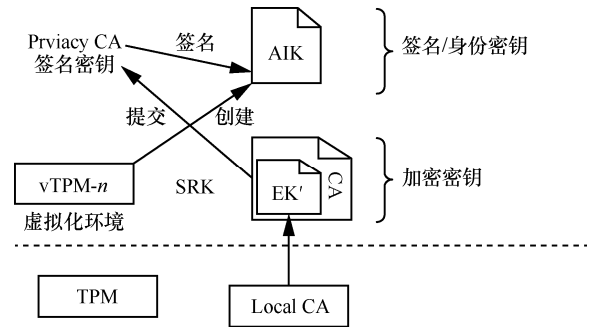 Prviacy CA
签名密钥
签名
AIK
签名/身份密钥
提交
创建
vTPM-n
虚拟化环境
SRK
EK′
CA
加密密钥
TPM
Local CA